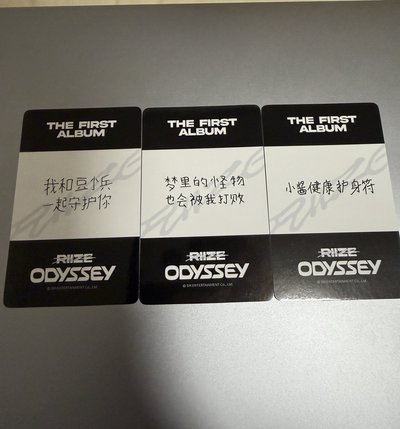 THE FIRST
ALBUM
我和豆小兵
一起守护你
RIIZE
ODYSSEY
© SM ENTERTAINMENT Co., Ltd.
THE FIRST
ALBUM
梦里的怪物
也会被我打败
RIIZE
ODYSSEY
© SM ENTERTAINMENT Co., Ltd.
THE FIRST
ALBUM
小酱健康护身符
RIIZE
ODYSSEY
© SM ENTERTAINMENT Co., Ltd.